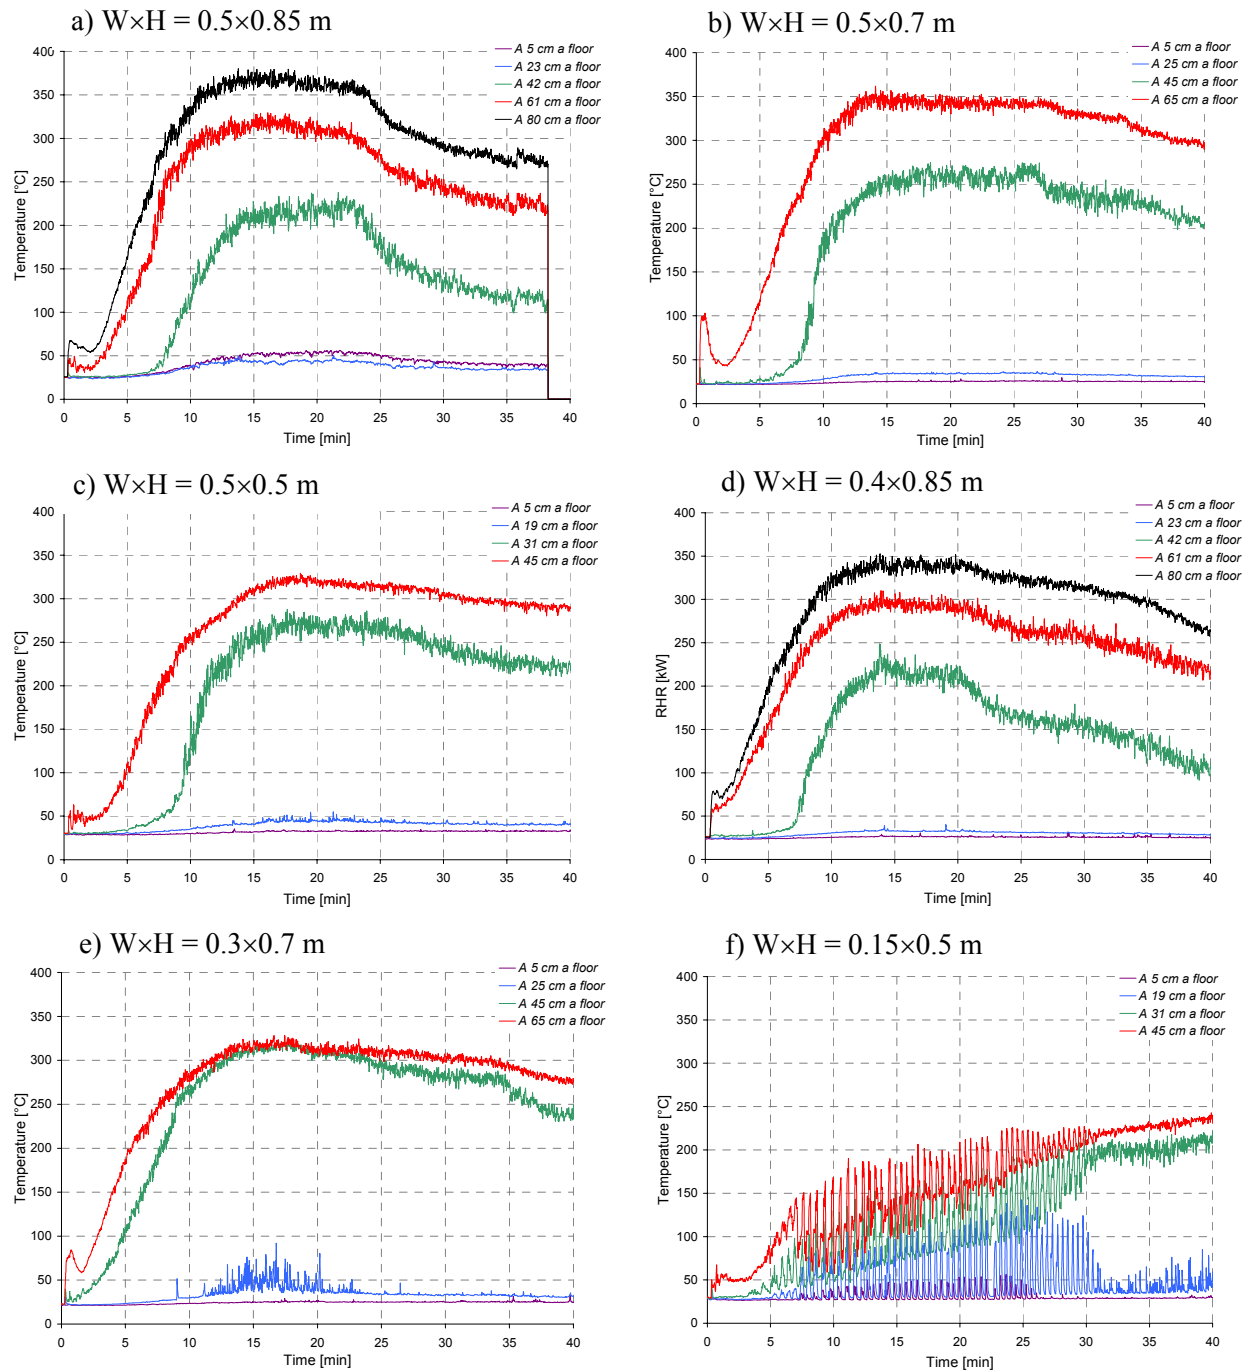 a) W×H = 0.5×0.85 m
400
350
300
250
200
150
100
50
0
Temperature [°C]
0 5 10 15 20 25 30 35 40
Time [min]
A 5 cm a floor
A 23 cm a floor
A 42 cm a floor
A 61 cm a floor
A 80 cm a floor
b) W×H = 0.5×0.7 m
400
350
300
250
200
150
100
50
0
Temperature [°C]
0 5 10 15 20 25 30 35 40
Time [min]
A 5 cm a floor
A 25 cm a floor
A 45 cm a floor
A 65 cm a floor
c) W×H = 0.5×0.5 m
400
350
300
250
200
150
100
50
0
Temperature [°C]
0 5 10 15 20 25 30 35 40
Time [min]
A 5 cm a floor
A 19 cm a floor
A 31 cm a floor
A 45 cm a floor
d) W×H = 0.4×0.85 m
400
350
300
250
200
150
100
50
0
RHR [kW]
0 5 10 15 20 25 30 35 40
Time [min]
A 5 cm a floor
A 23 cm a floor
A 42 cm a floor
A 61 cm a floor
A 80 cm a floor
e) W×H = 0.3×0.7 m
400
350
300
250
200
150
100
50
0
Temperature [°C]
0 5 10 15 20 25 30 35 40
Time [min]
A 5 cm a floor
A 25 cm a floor
A 45 cm a floor
A 65 cm a floor
f) W×H = 0.15×0.5 m
400
350
300
250
200
150
100
50
0
Temperature [°C]
0 5 10 15 20 25 30 35 40
Time [min]
A 5 cm a floor
A 19 cm a floor
A 31 cm a floor
A 45 cm a floor